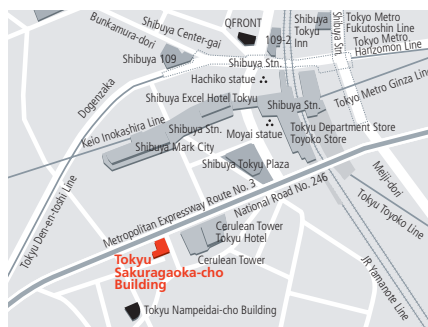 QFRONT
Shibuya Center-gai
Bunkamura-dori
Shibuya
Tokyu
Inn
109-2
Shibuya Stn.
Tokyo Metro
Fukutoshin Line
Tokyo Metro
Hanzomon Line
Shibuya 109
Shibuya Stn.
Hachiko statue
Dogenzaka
Shibuya Excel Hotel Tokyu
Shibuya Stn.
Tokyo Metro Ginza Line
Keio Inokashira Line
Shibuya Stn.
Moyai statue
Shibuya Mark City
Tokyu Department Store
Toyoko Store
Shibuya Tokyu Plaza
Meiji-dori
Metropolitan Expressway Route No. 3
National Road No. 246
Tokyu Toyoko Line
Tokyu Den-en-toshi Line
Cerulean Tower
Tokyu Hotel
Cerulean Tower
Tokyu
Sakuragaoka-cho
Building
JR Yamanote Line
Tokyu Nampeidai-cho Building